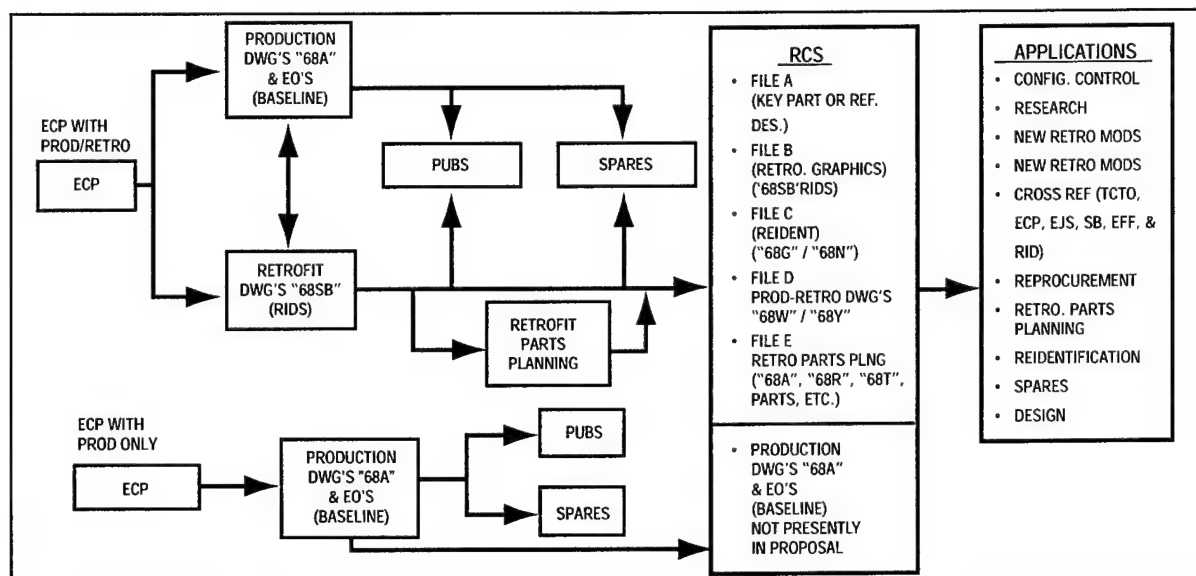 PRODUCTION
DWG'S "68A"
& EO'S
(BASELINE)
ECP WITH
PROD/RETRO
ECP
PUBS
SPARES
RETROFIT
DWG'S "68SB"
(RIDS)
RETROFIT
PARTS
PLANNING
ECP WITH
PROD ONLY
ECP
PRODUCTION
DWG'S "68A"
& EO'S
(BASELINE)
PUBS
SPARES
RCS
• FILE A
(KEY PART OR REF.
DES.)
• FILE B
(RETRO. GRAPHICS)
('68SB'RIDS)
• FILE C
(REIDENT)
("68G" / "68N")
• FILE D
PROD-RETRO DWG'S
"68W" / "68Y"
• FILE E
RETRO PARTS PLNG
("68A", "68R", "68T",
PARTS, ETC.)
• PRODUCTION
DWG'S "68A"
& EO'S
(BASELINE)
NOT PRESENTLY
IN PROPOSAL
APPLICATIONS
• CONFIG. CONTROL
• RESEARCH
• NEW RETRO MODS
• NEW RETRO MODS
• CROSS REF (TCTO,
ECP, EJS, SB, EFF, &
RID)
• REPROCUREMENT
• RETRO. PARTS
PLANNING
• REIDENTIFICATION
• SPARES
• DESIGN